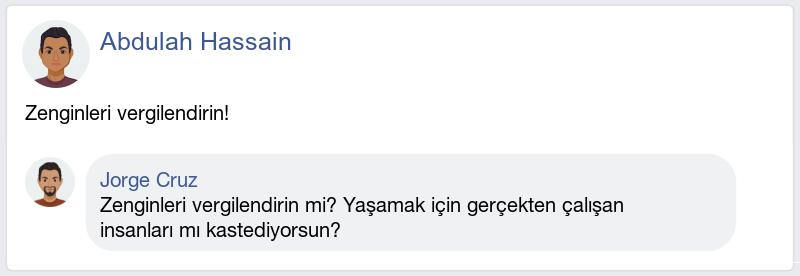 Abdulah Hassain
Zenginleri vergilendirin!
Jorge Cruz
Zenginleri vergilendirin mi? Yaşamak için gerçekten çalışan
insanları mı kastediyorsun?